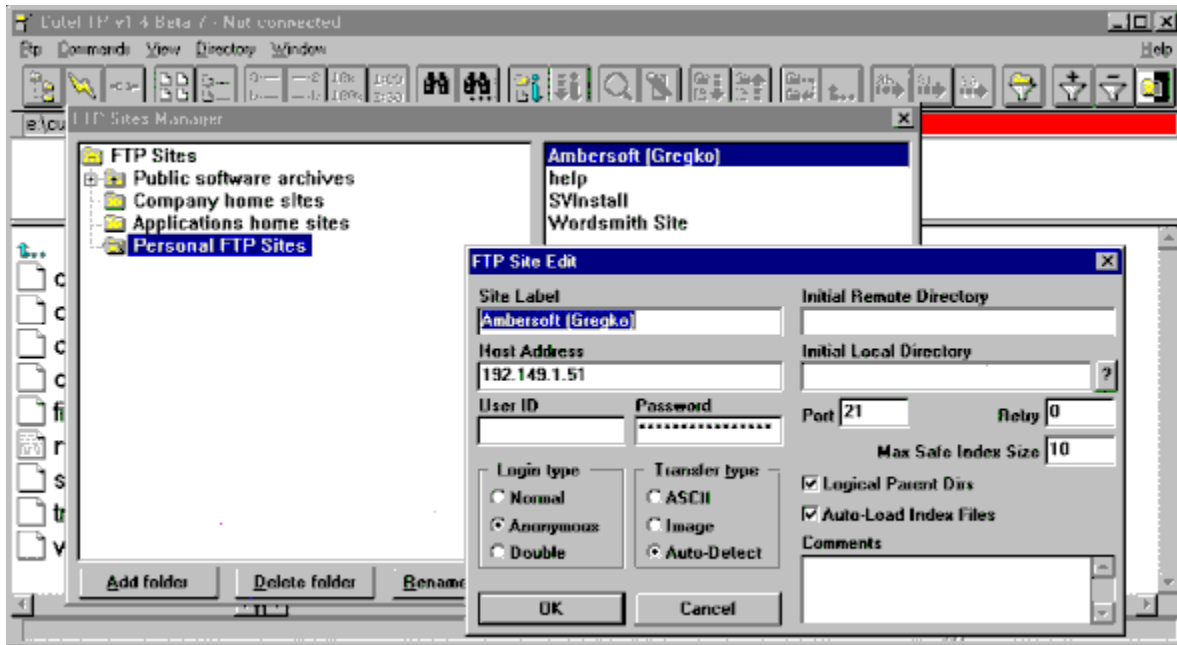 CuteFTP v1.4 Beta 7 - Not connected
Ftp Commands View Directory Window Help
FTP Sites Manager
FTP Sites
Public software archives
Company home sites
Applications home sites
Personal FTP Sites
Ambersoft (Gregko)
help
SVInstall
Wordsmith Site
Add folder Delete folder Rename
FTP Site Edit
Site Label
Ambersoft (Gregko)
Host Address
192.149.1.51
User ID Password
****************
Login type
Normal
Anonymous
Double
Transfer type
ASCII
Image
Auto-Detect
OK Cancel
Initial Remote Directory
Initial Local Directory
?
Port 21 Retry 0
Max Safe Index Size 10
Logical Parent Dirs
Auto-Load Index Files
Comments